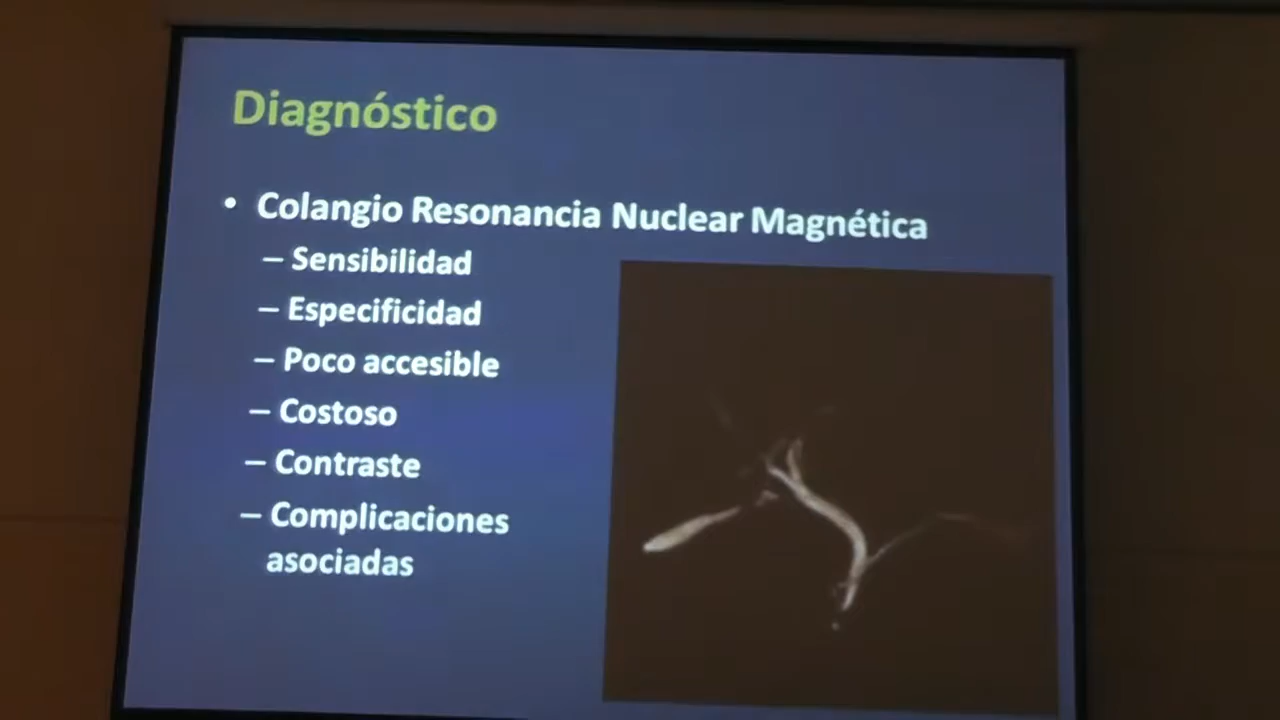 Diagnóstico
• Colangio Resonancia Nuclear Magnética
– Sensibilidad
– Especificidad
– Poco accesible
– Costoso
– Contraste
– Complicaciones
asociadas